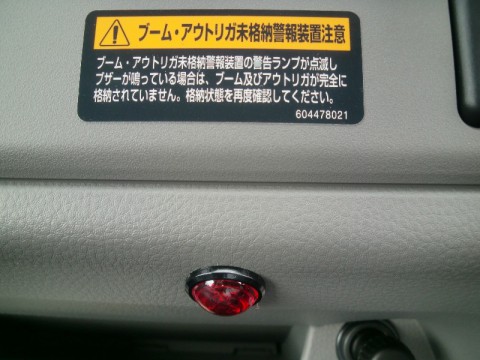 ブーム・アウトリガ未格納警報装置注意
ブーム・アウトリガ未格納警報装置の警告ランプが点滅し
ブザーが鳴っている場合は、ブーム及びアウトリガが完全に
格納されていません。格納状態を再度確認してください。
604478021